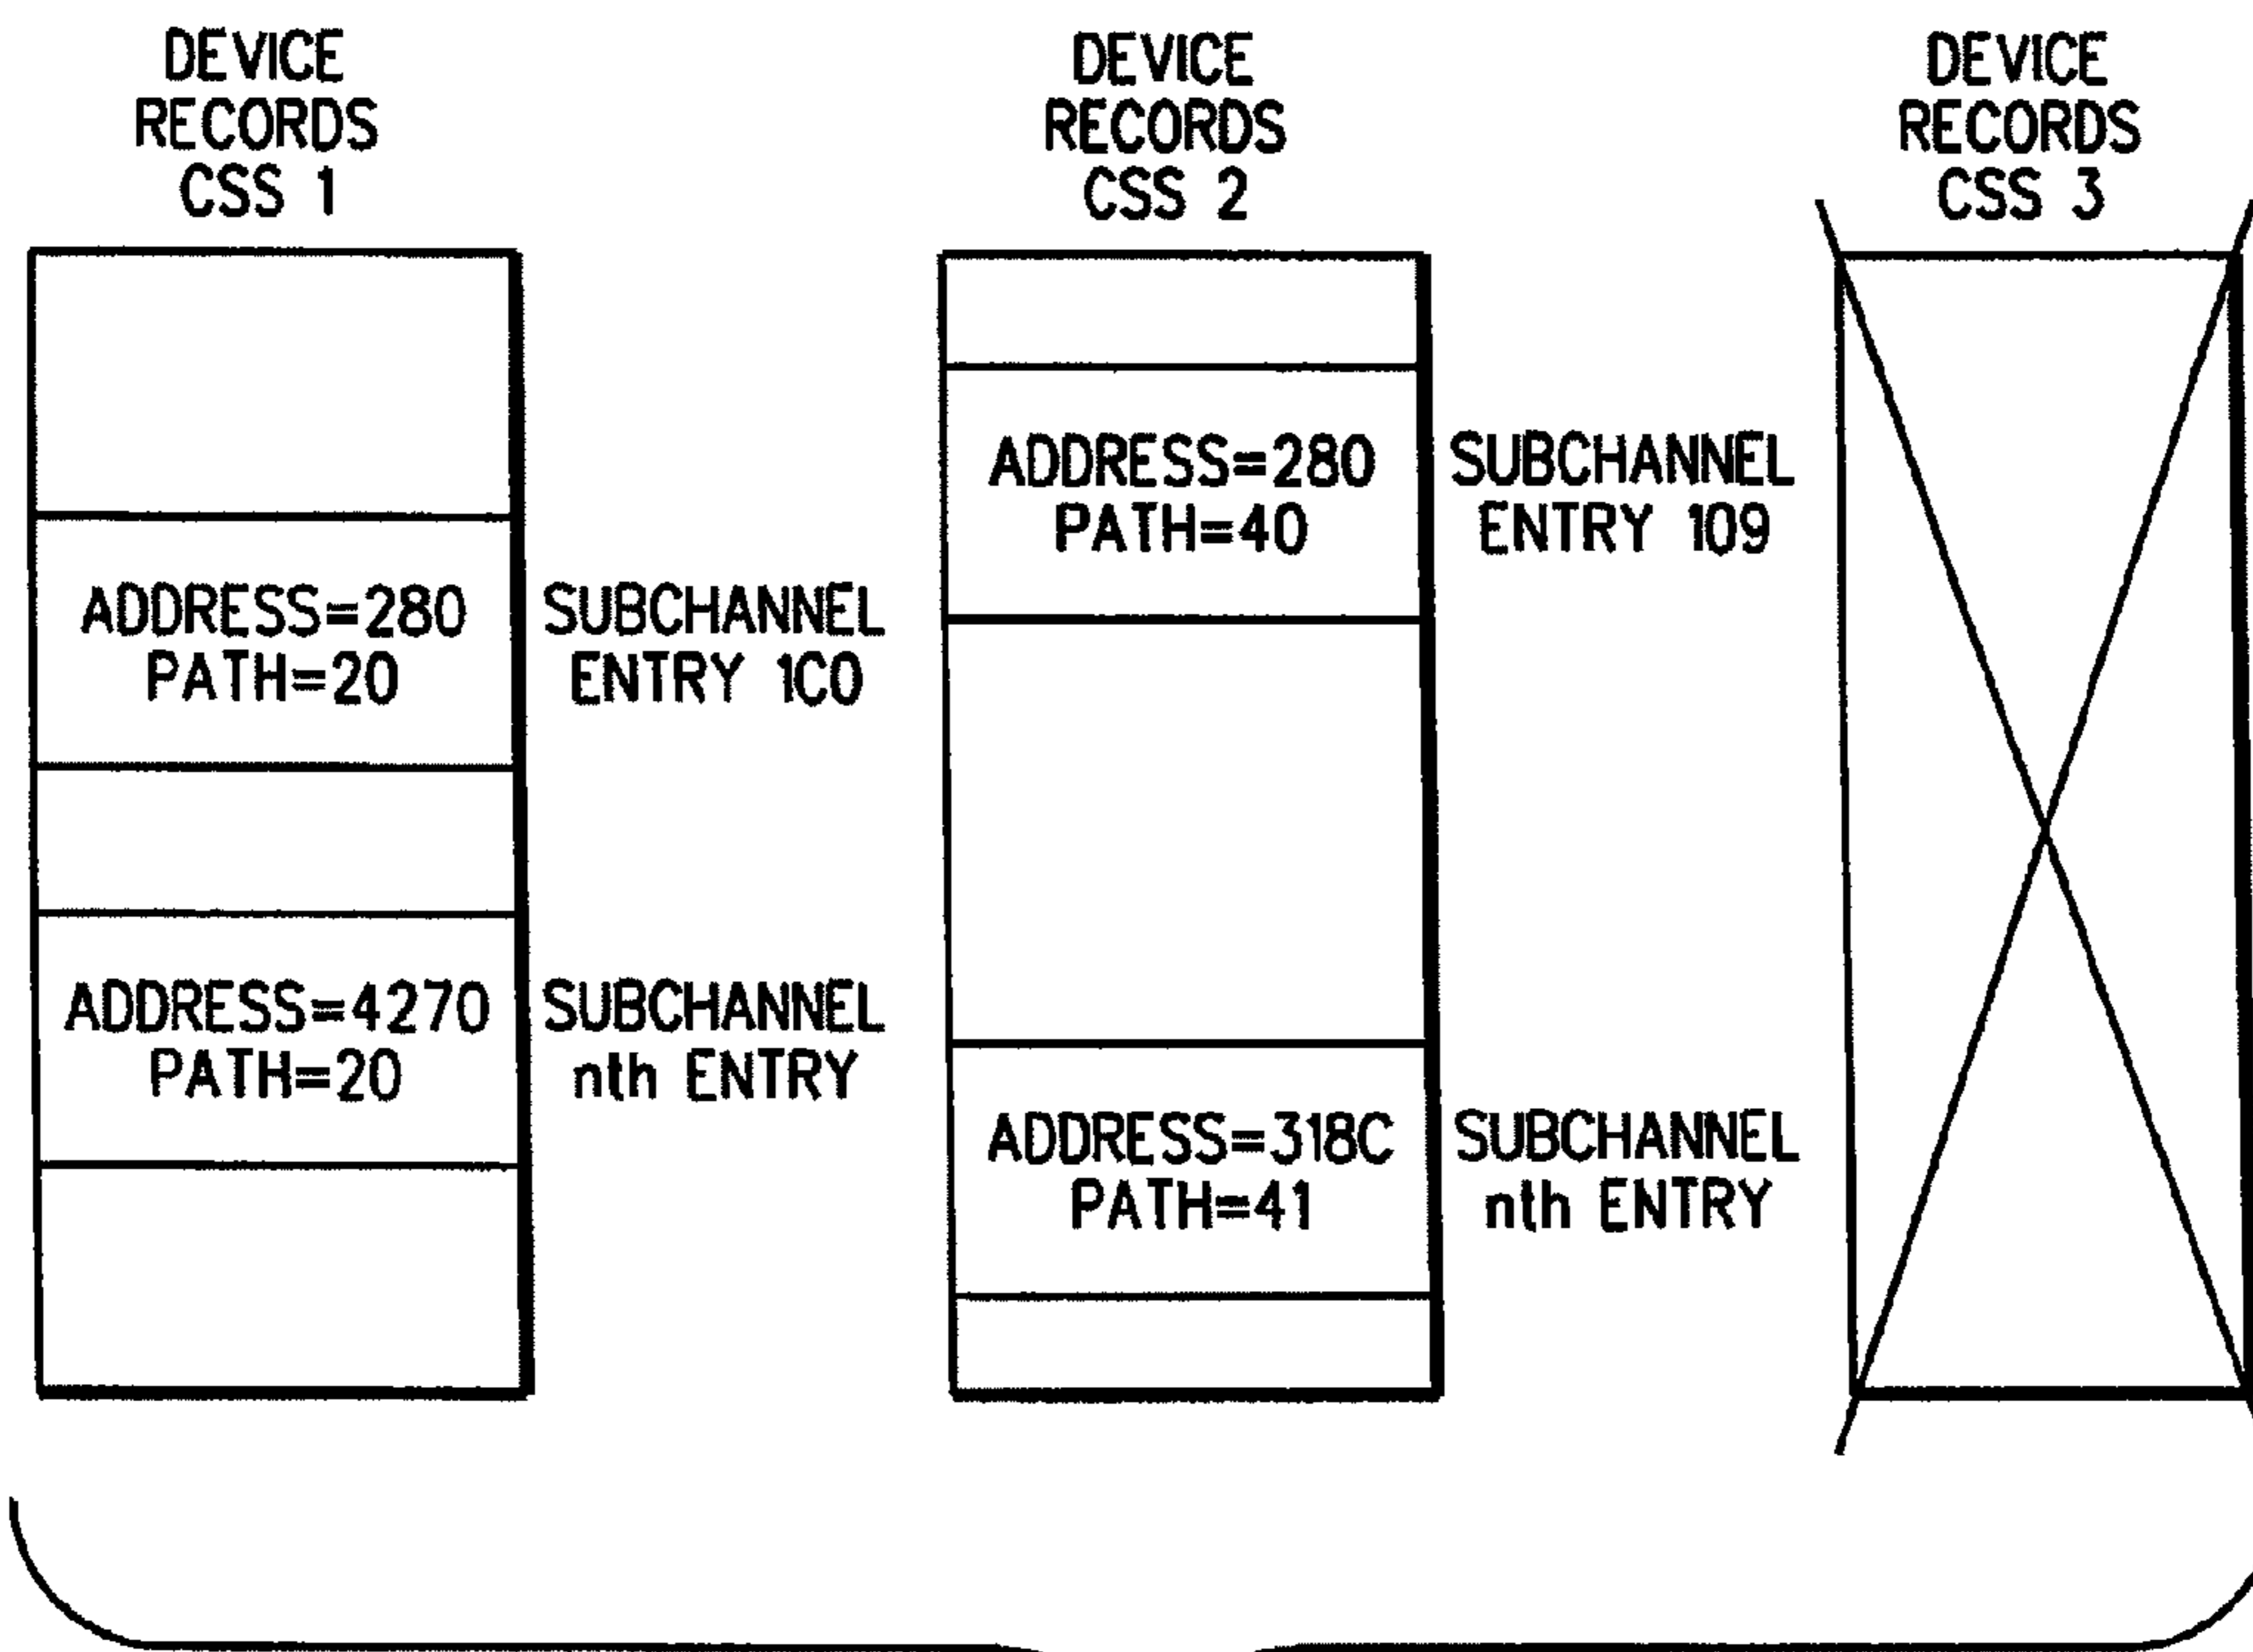 DEVICE
RECORDS
CSS 1
ADDRESS=280
PATH=20
SUBCHANNEL
ENTRY 1C0
ADDRESS=4270
PATH=20
SUBCHANNEL
nth ENTRY
DEVICE
RECORDS
CSS 2
ADDRESS=280
PATH=40
SUBCHANNEL
ENTRY 109
ADDRESS=318C
PATH=41
SUBCHANNEL
nth ENTRY
DEVICE
RECORDS
CSS 3